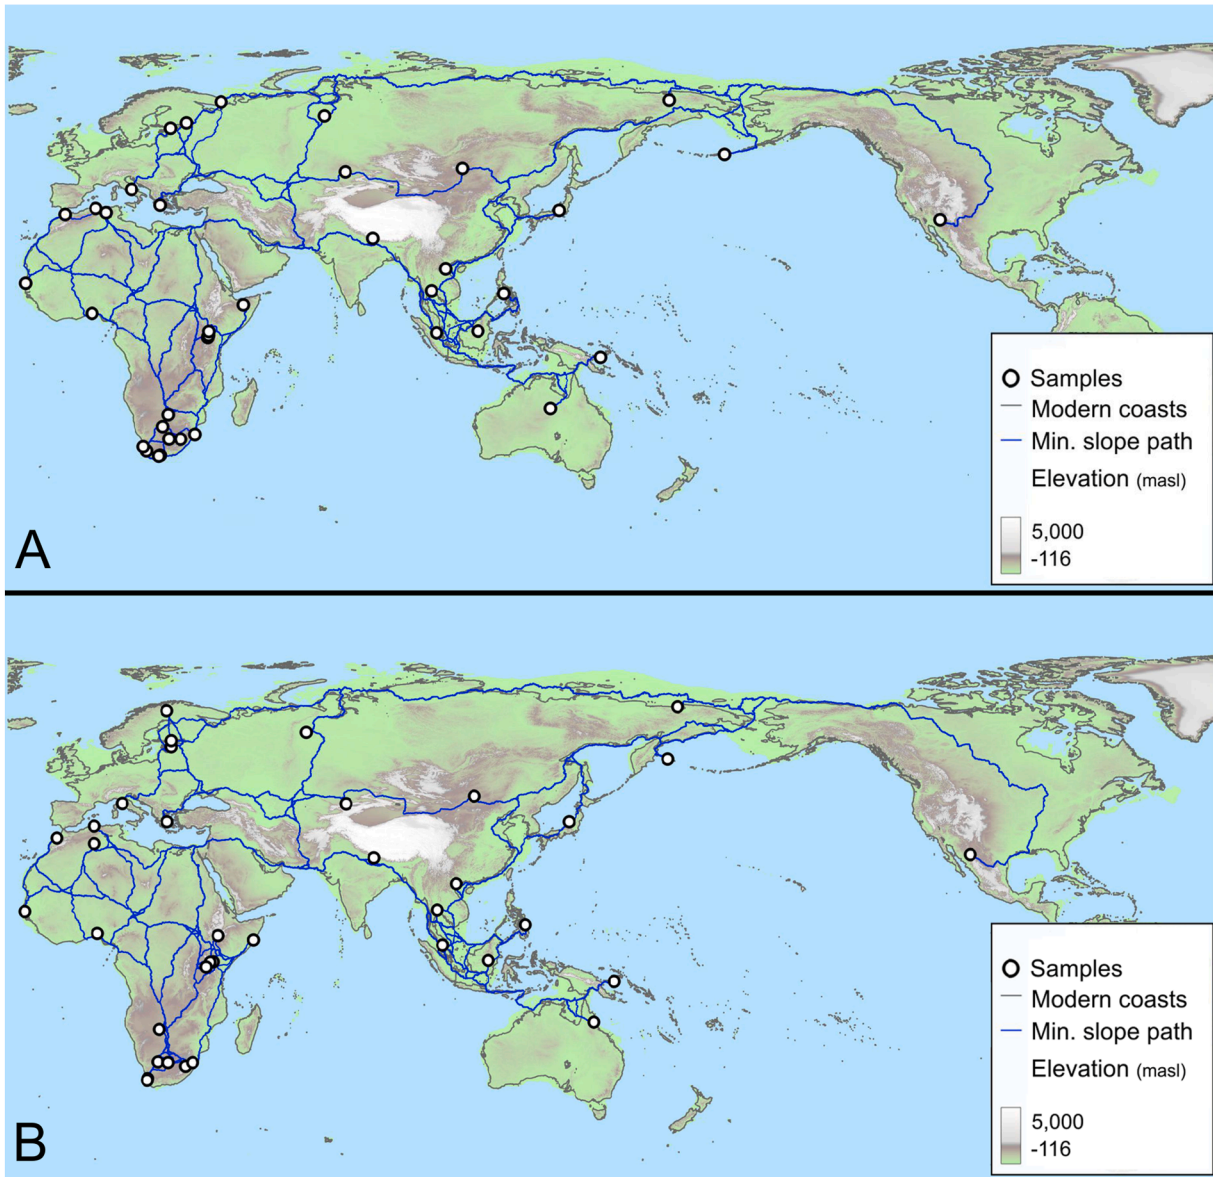 Samples
Modern coasts
Min. slope path
Elevation (masl)
5,000
-116
A
Samples
Modern coasts
Min. slope path
Elevation (masl)
5,000
-116
B